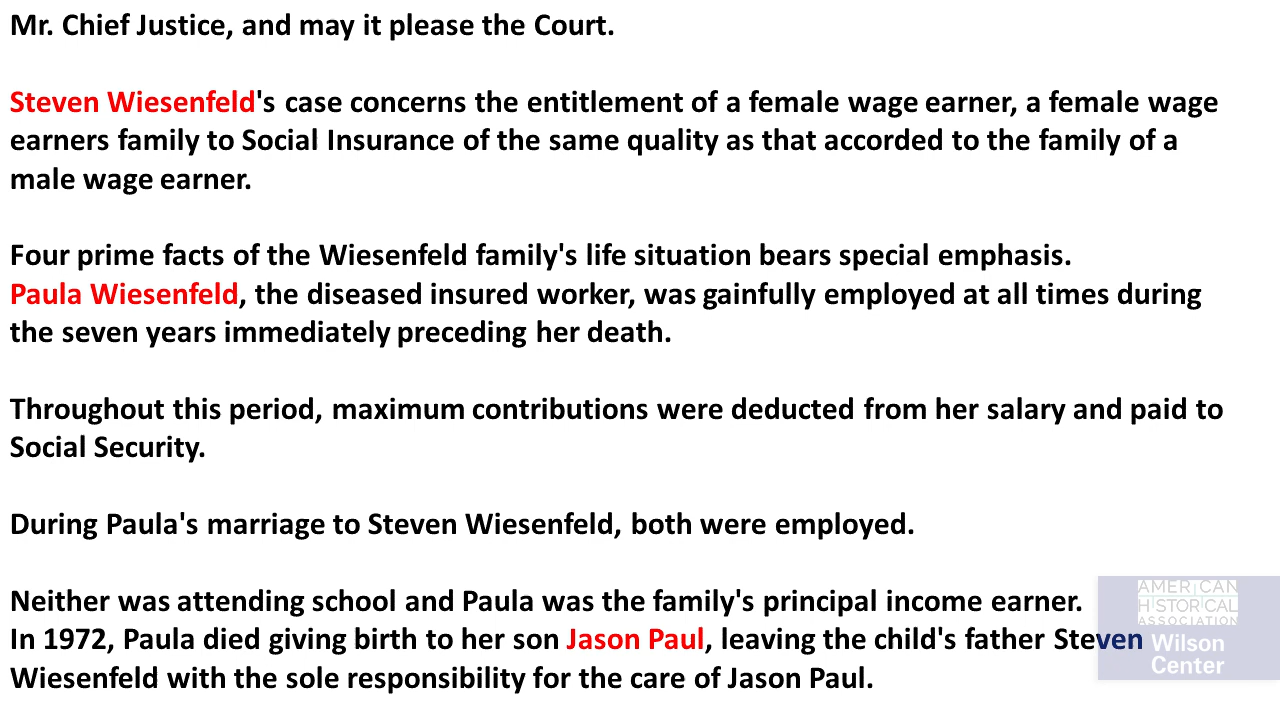 Mr. Chief Justice, and may it please the Court.
Steven Wiesenfeld's case concerns the entitlement of a female wage earner, a female wage
earners family to Social Insurance of the same quality as that accorded to the family of a
male wage earner.
Four prime facts of the Wiesenfeld family's life situation bears special emphasis.
Paula Wiesenfeld, the diseased insured worker, was gainfully employed at all times during
the seven years immediately preceding her death.
Throughout this period, maximum contributions were deducted from her salary and paid to
Social Security.
During Paula's marriage to Steven Wiesenfeld, both were employed.
Neither was attending school and Paula was the family's principal income earner.
In 1972, Paula died giving birth to her son Jason Paul, leaving the child's father Steven
Wiesenfeld with the sole responsibility for the care of Jason Paul.
AMERICAN
HISTORICAL
ASSOCIATION
Wilson
Center